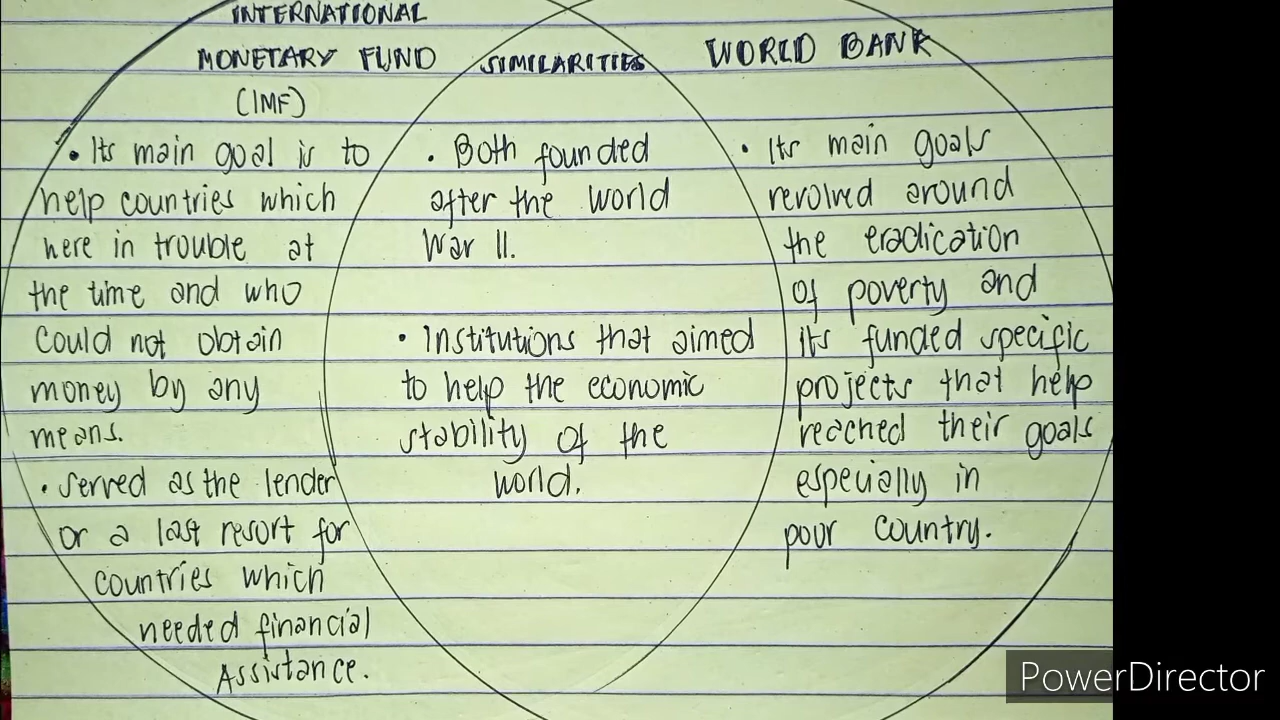 INTERNATIONAL
MONETARY FUND
(IMF)
• Its main goal is to
help countries which
here in trouble at
the time and who
could not obtain
money by any
means.
• served as the lender
or a last resort for
countries which
needed financial
Assistance.
SIMILARITIES
• Both founded
after the World
War II.
• Institutions that aimed
to help the economic
stability of the
world.
WORLD BANK
• Its main goals
revolved around
the eradication
of poverty and
its funded specific
projects that help
reached their goals
especially in
pour country.
PowerDirector